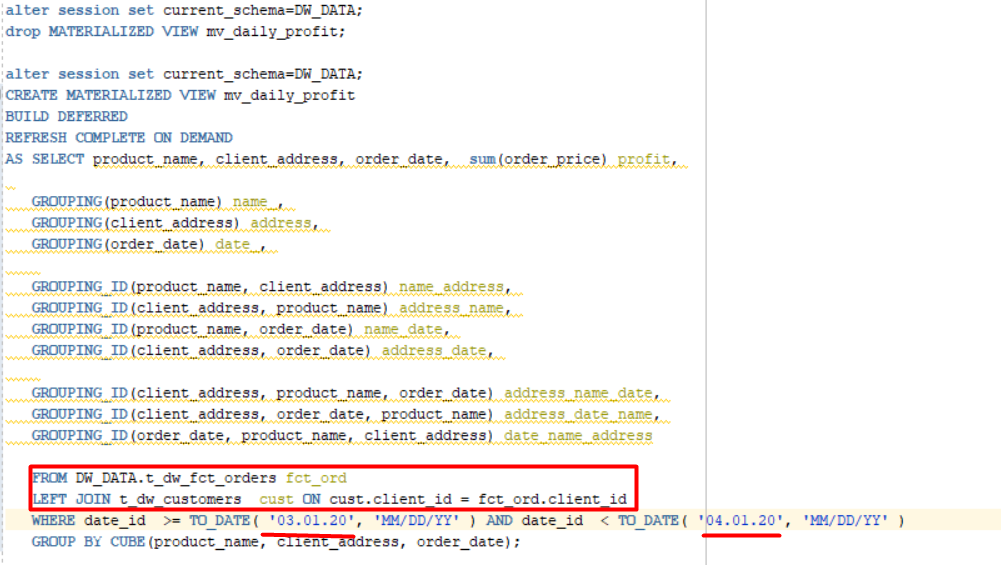 alter session set current_schema=DW_DATA;
drop MATERIALIZED VIEW mv_daily_profit;
alter session set current_schema=DW_DATA;
CREATE MATERIALIZED VIEW mv_daily_profit
BUILD DEFERRED
REFRESH COMPLETE ON DEMAND
AS SELECT product_name, client_address, order_date,  sum(order_price) profit,
GROUPING(product_name) name_,
GROUPING(client_address) address,
GROUPING(order_date) date_,
GROUPING_ID(product_name, client_address) name_address,
GROUPING_ID(client_address, product_name) address_name,
GROUPING_ID(product_name, order_date) name_date,
GROUPING_ID(client_address, order_date) address_date,
GROUPING_ID(client_address, product_name, order_date) address_name_date,
GROUPING_ID(client_address, order_date, product_name) address_date_name,
GROUPING_ID(order_date, product_name, client_address) date_name_address
FROM DW_DATA.t_dw_fct_orders fct_ord
LEFT JOIN t_dw_customers  cust ON cust.client_id = fct_ord.client_id
WHERE date_id  >= TO_DATE( '03.01.20', 'MM/DD/YY' ) AND date_id  < TO_DATE( '04.01.20', 'MM/DD/YY' )
GROUP BY CUBE(product_name, client_address, order_date);